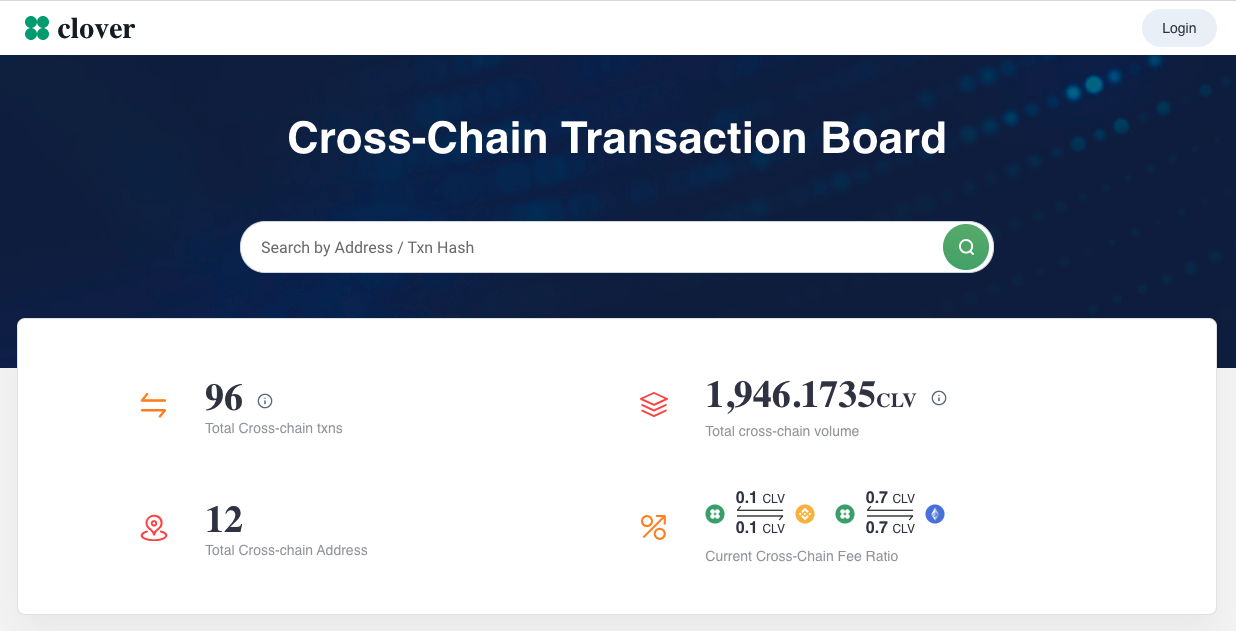 clover
Login
Cross-Chain Transaction Board
Search by Address / Txn Hash
96
Total Cross-chain txns
1,946.1735CLV
Total cross-chain volume
12
Total Cross-chain Address
0.1 CLV
0.1 CLV
0.7 CLV
0.7 CLV
Current Cross-Chain Fee Ratio